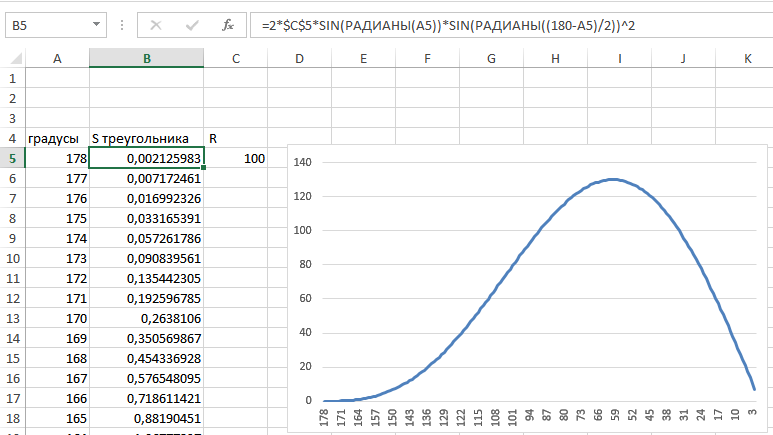 B5 fx =2*$C$5*SIN(РАДИАНЫ(A5))*SIN(РАДИАНЫ((180-A5)/2))^2
A B C D E F G H I J K
1
2
3
4 градусы S треугольника R
5 178 0,002125983 100
6 177 0,007172461
7 176 0,016992326
8 175 0,033165391
9 174 0,057261786
10 173 0,090839561
11 172 0,135442305
12 171 0,192596785
13 170 0,2638106
14 169 0,350569867
15 168 0,454336928
16 167 0,576548095
17 166 0,718611421
18 165 0,88190451
140
120
100
80
60
40
20
0
178 171 164 157 150 143 136 129 122 115 108 101 94 87 80 73 66 59 52 45 38 31 24 17 10 3